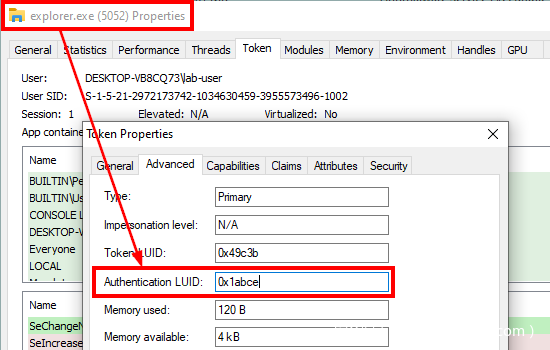 explorer.exe (5052) Properties
General Statistics Performance Threads Token Modules Memory Environment Handles GPU
User: DESKTOP-VB8CQ73\lab-user
User SID: S-1-5-21-2972173742-1034630459-3955573496-1002
Session: 1 Elevated: N/A Virtualized: No
App container
Token Properties
General Advanced Capabilities Claims Attributes Security
Name
BUILTIN\Pe
BUILTIN\Us
CONSOLE L
DESKTOP-
Everyone
LOCAL
Type: Primary
Impersonation level: N/A
Token LUID: 0x49c3b
Authentication LUID: 0x1abce
Memory used: 120 B
Memory available: 4 kB
Name
SeChangeN
SeIncrease